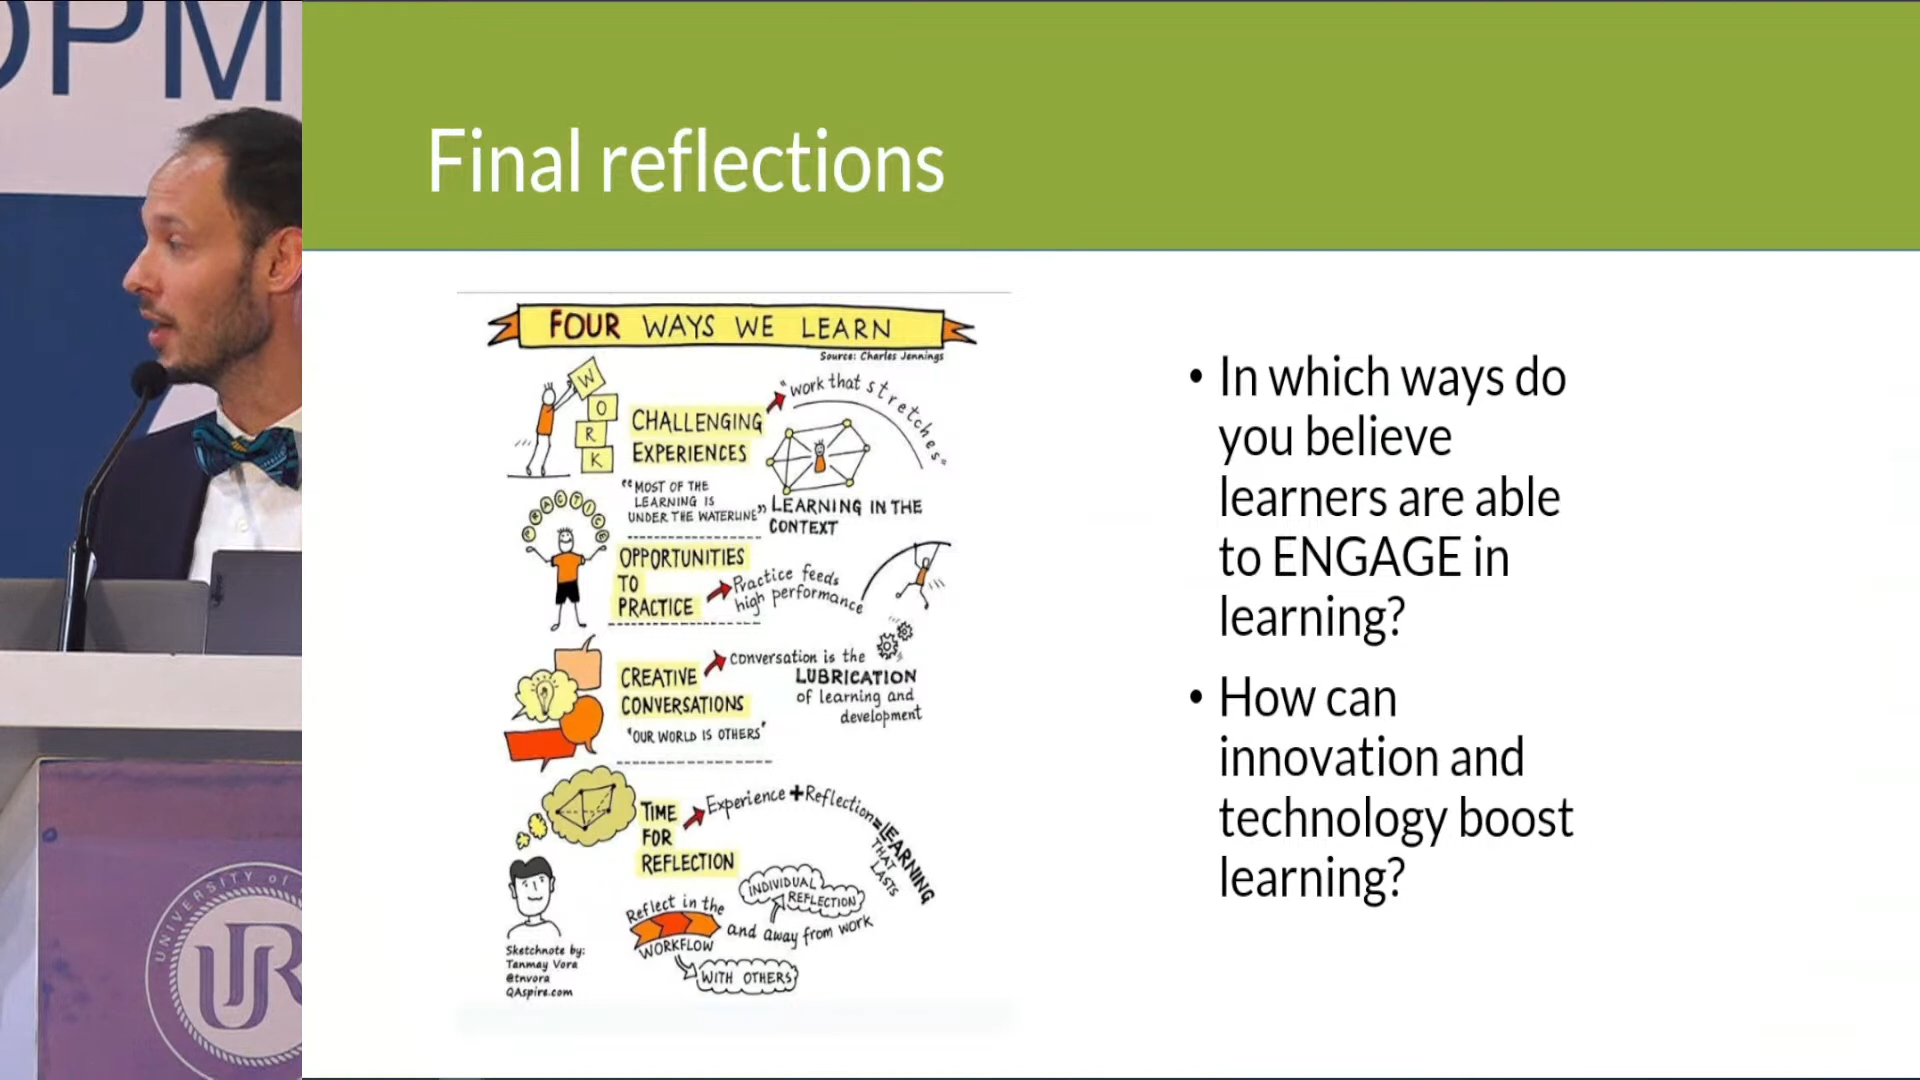 OPM
UNIVERSITY of
UR
Final reflections
FOUR WAYS WE LEARN
Source: Charles Jennings
W
O
R
K
CHALLENGING
EXPERIENCES
"work that stretches"
"MOST OF THE
LEARNING IS
UNDER THE WATERLINE"
LEARNING IN THE
CONTEXT
PRACTICE
OPPORTUNITIES
TO
PRACTICE
Practice feeds
high performance
CREATIVE
CONVERSATIONS
"OUR WORLD IS OTHERS"
conversation is the
LUBRICATION
of learning and
development
TIME
FOR
REFLECTION
Experience + Reflection = LEARNING
THAT
LASTS
Reflect in the
WORKFLOW
and away from work
INDIVIDUAL
REFLECTION
WITH OTHERS
Sketchnote by:
Tanmay Vora
@tnvora
QAspire.com
• In which ways do
you believe
learners are able
to ENGAGE in
learning?
• How can
innovation and
technology boost
learning?